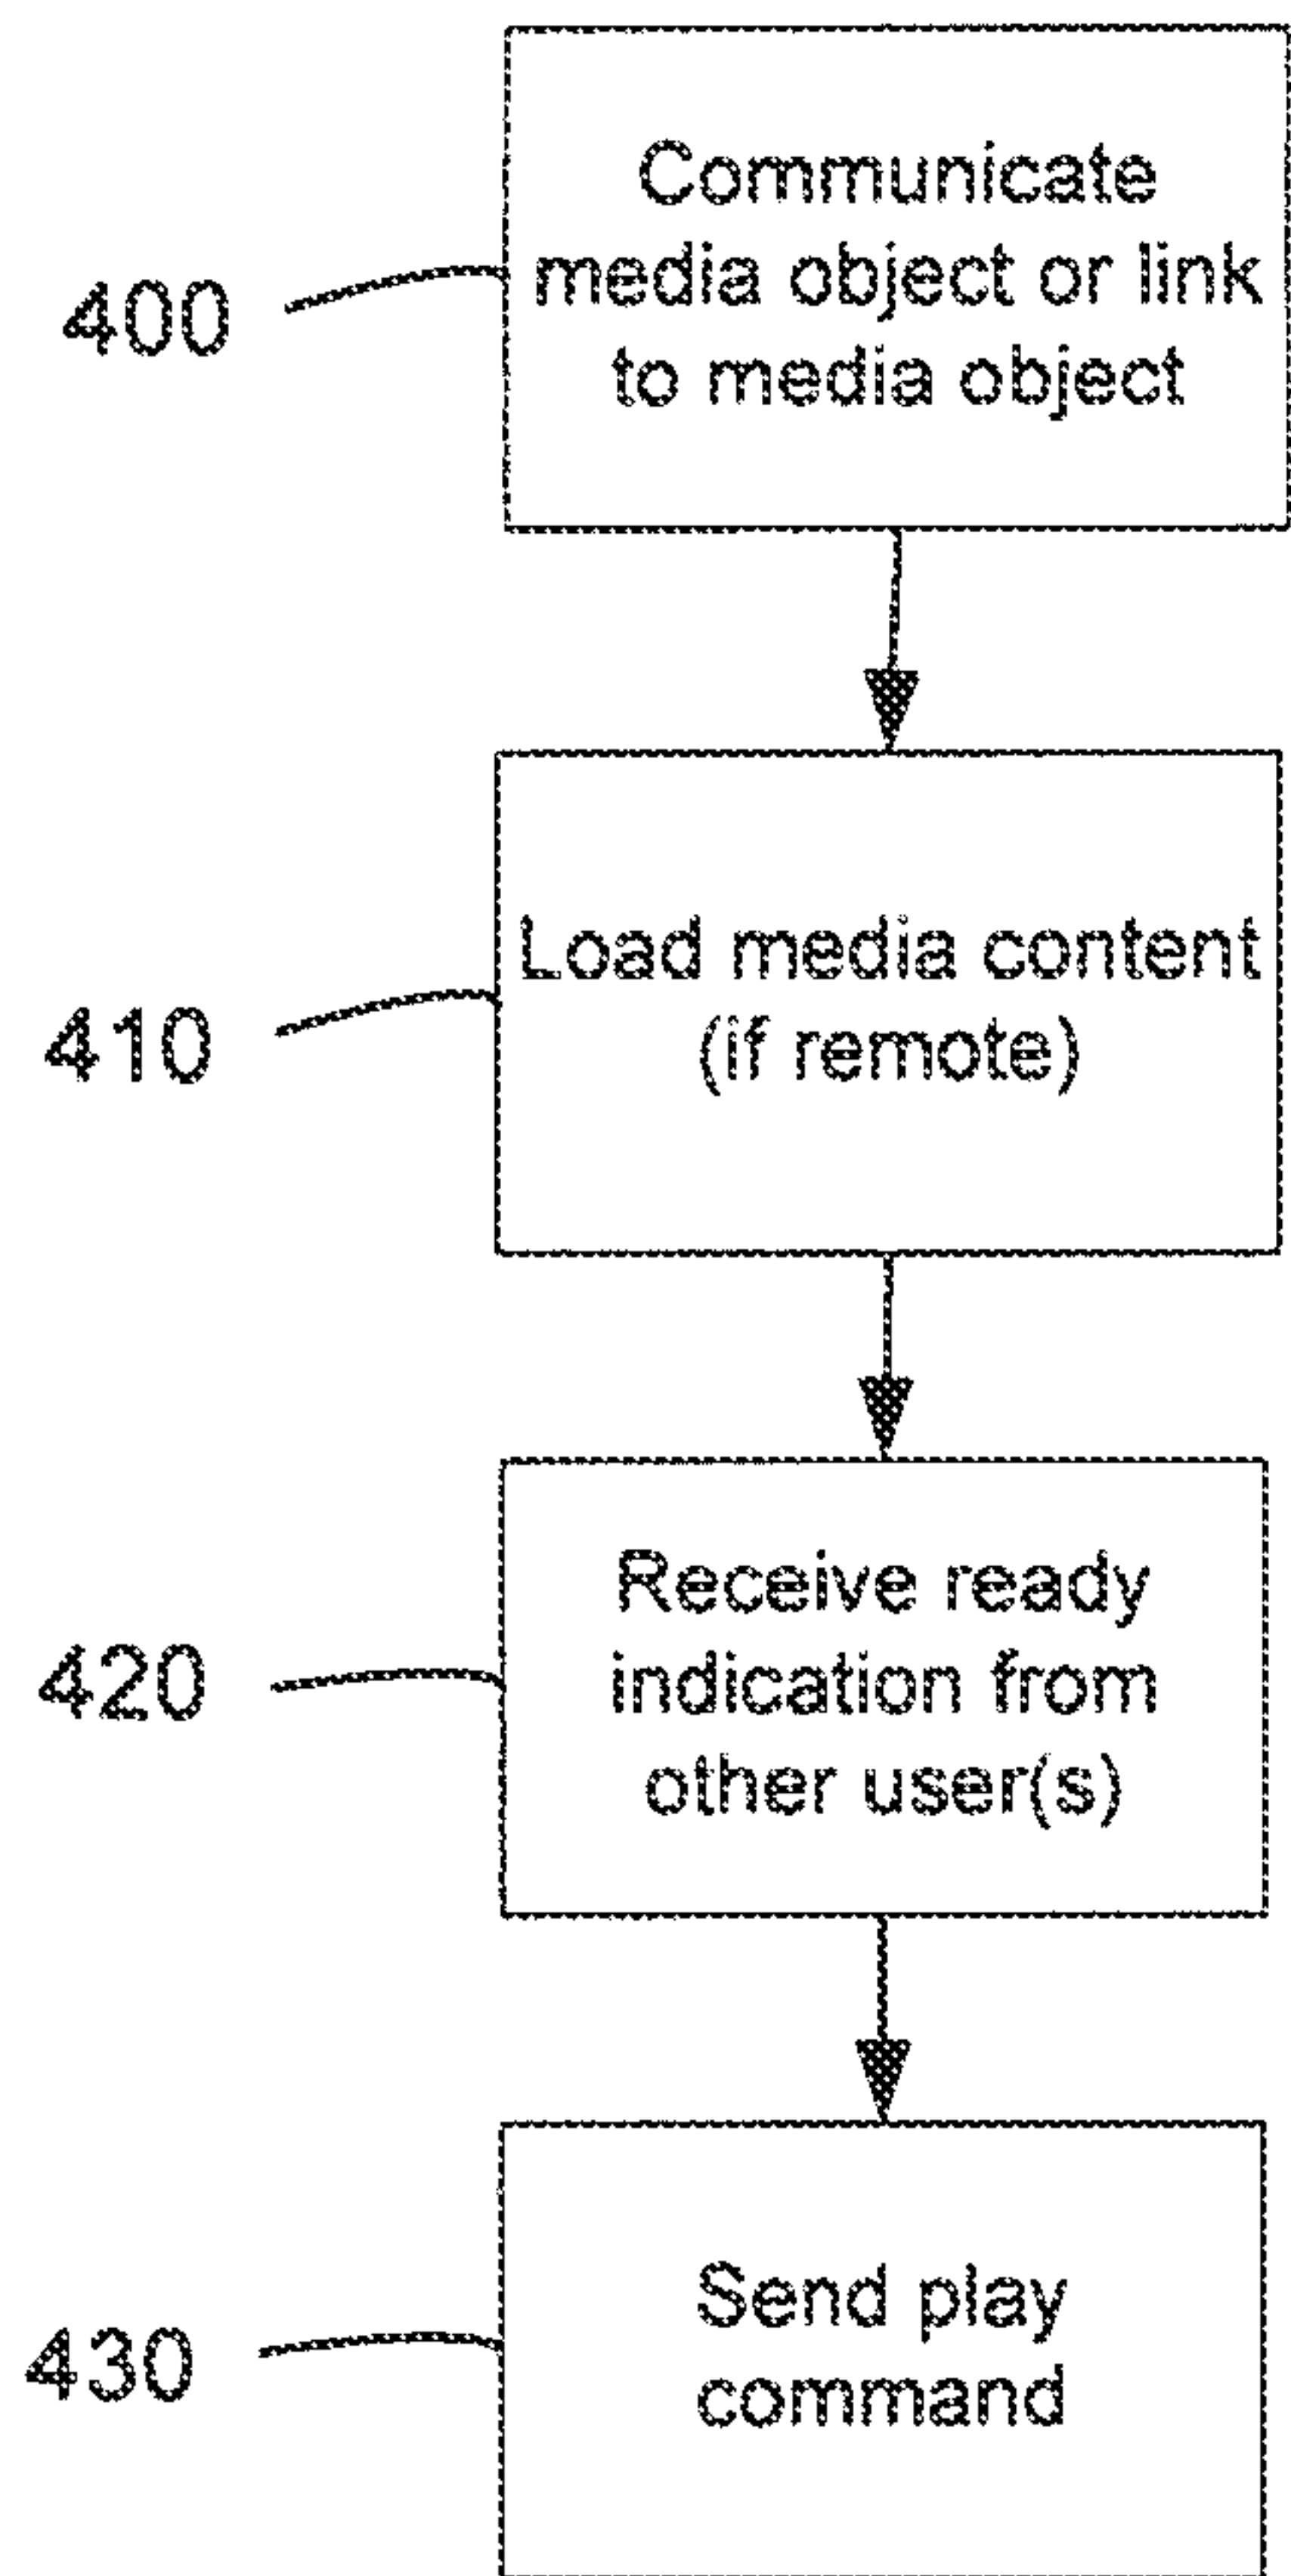 Communicate
media object or link
to media object
400
Load media content
(if remote)
410
Receive ready
indication from
other user(s)
420
Send play
command
430